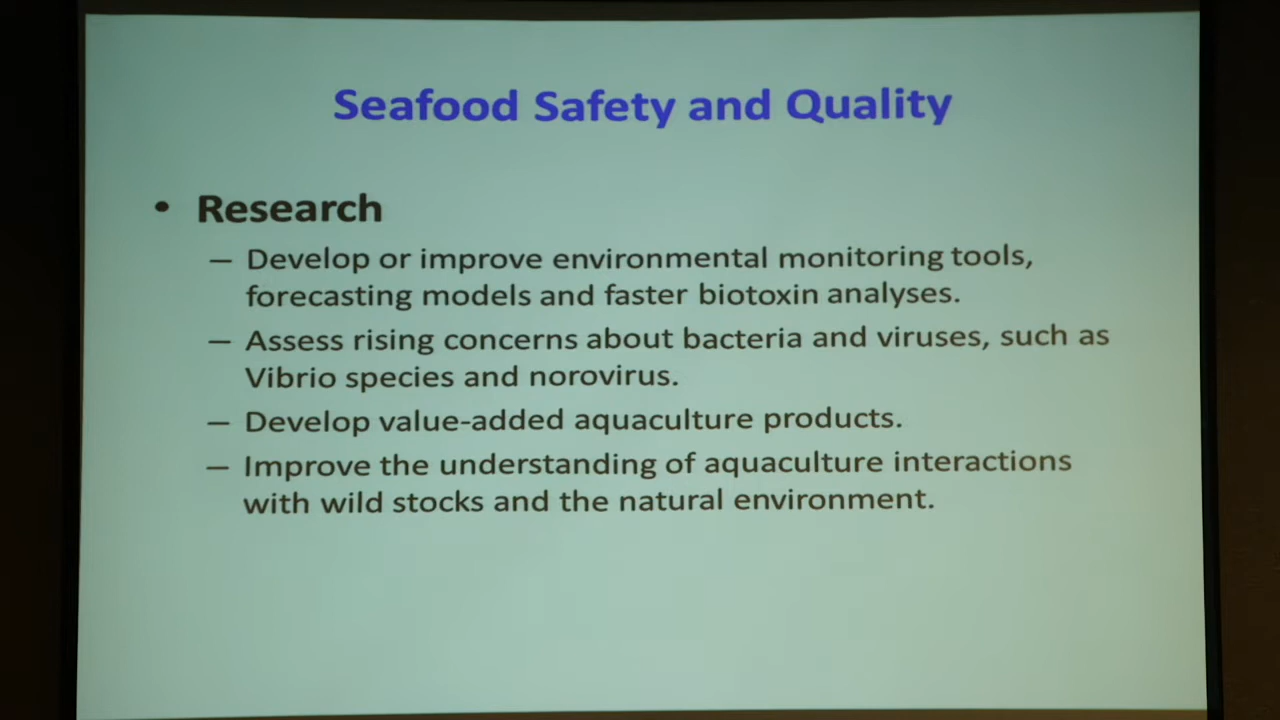 Seafood Safety and Quality
• Research
– Develop or improve environmental monitoring tools,
forecasting models and faster biotoxin analyses.
– Assess rising concerns about bacteria and viruses, such as
Vibrio species and norovirus.
– Develop value-added aquaculture products.
– Improve the understanding of aquaculture interactions
with wild stocks and the natural environment.